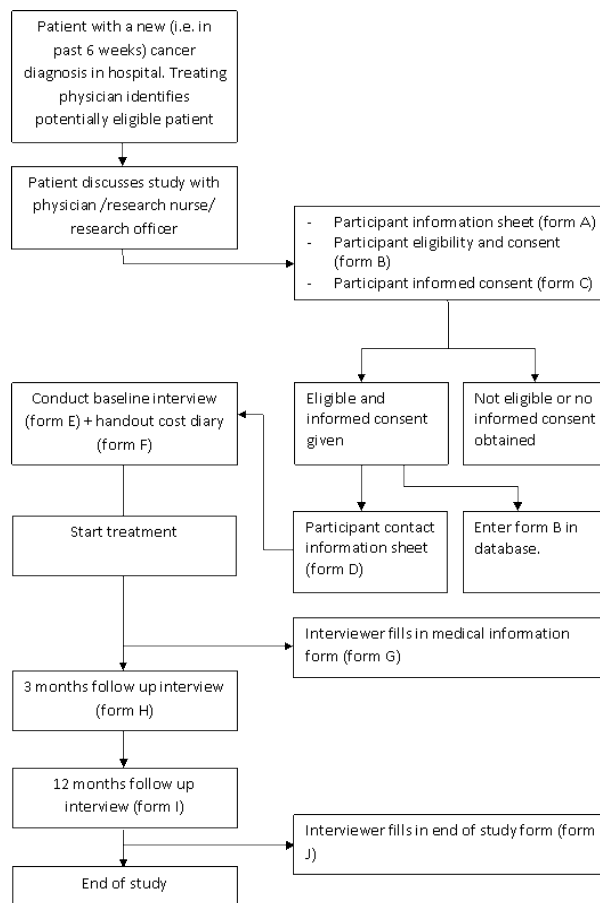 Patient with a new (i.e. in
past 6 weeks) cancer
diagnosis in hospital. Treating
physician identifies
potentially eligible patient
Patient discusses study with
physician /research nurse/
research officer
- Participant information sheet (form A)
- Participant eligibility and consent
(form B)
- Participant informed consent (form C)
Eligible and
informed consent
given
Not eligible or no
informed consent
obtained
Conduct baseline interview
(form E) + handout cost diary
(form F)
Participant contact
information sheet
(form D)
Enter form B in
database.
Start treatment
Interviewer fills in medical information
form (form G)
3 months follow up interview
(form H)
12 months follow up
interview (form I)
Interviewer fills in end of study form (form
J)
End of study